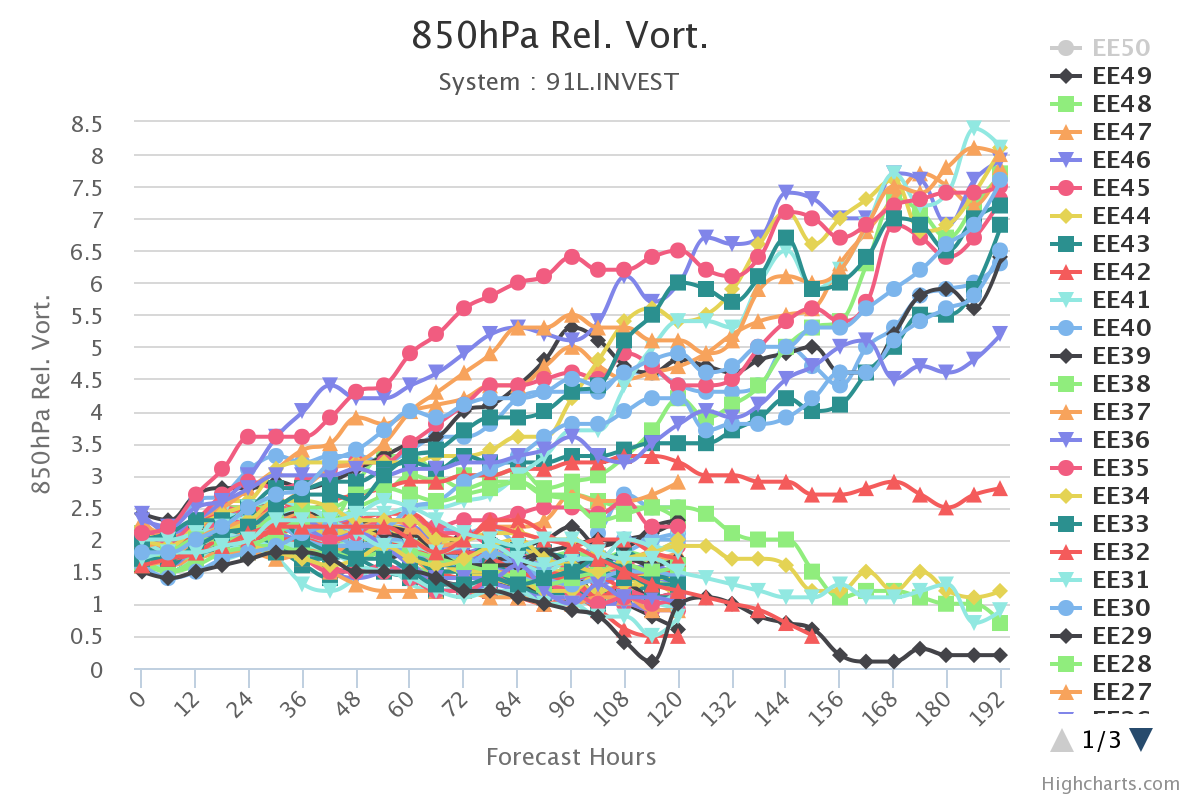 850hPa Rel. Vort.
System : 91L.INVEST
850hPa Rel. Vort.
8.5
8
7.5
7
6.5
6
5.5
5
4.5
4
3.5
3
2.5
2
1.5
1
0.5
0
0 12 24 36 48 60 72 84 96 108 120 132 144 156 168 180 192
Forecast Hours
EE50
EE49
EE48
EE47
EE46
EE45
EE44
EE43
EE42
EE41
EE40
EE39
EE38
EE37
EE36
EE35
EE34
EE33
EE32
EE31
EE30
EE29
EE28
EE27
1/3
Highcharts.com